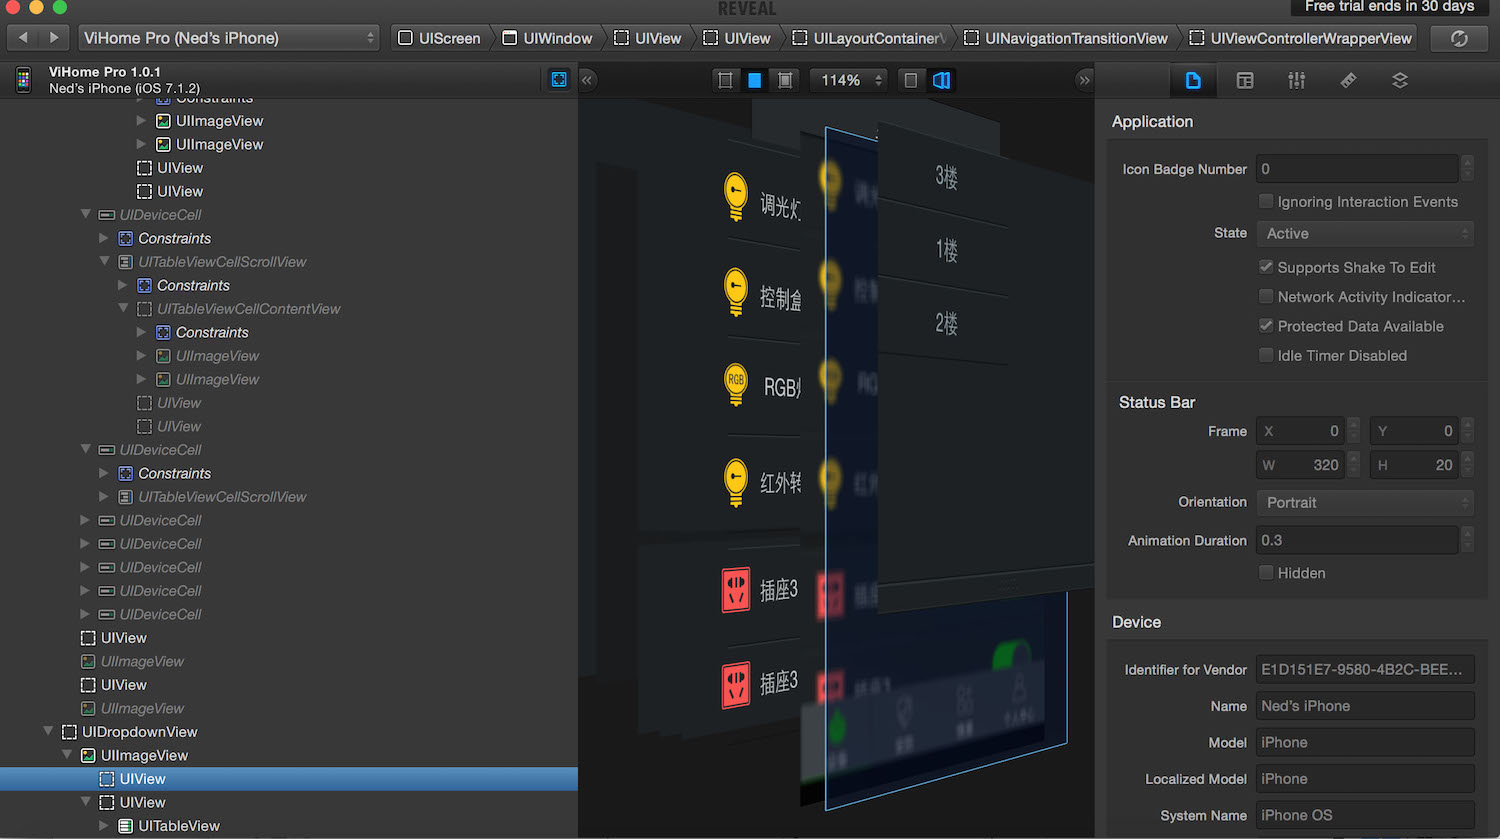 REVEAL
Free trial ends in 30 days
ViHome Pro (Ned's iPhone)
UIScreen
UIWindow
UIView
UIView
UILayoutContainerV
UINavigationTransitionView
UIViewControllerWrapperView
ViHome Pro 1.0.1
Ned's iPhone (iOS 7.1.2)
114%
Constraints
UIImageView
UIImageView
UIView
UIView
UIDeviceCell
Constraints
UITableViewCellScrollView
Constraints
UITableViewCellContentView
Constraints
UIImageView
UIImageView
UIView
UIView
UIDeviceCell
Constraints
UITableViewCellScrollView
UIDeviceCell
UIDeviceCell
UIDeviceCell
UIDeviceCell
UIDeviceCell
UIView
UIImageView
UIView
UIImageView
UIDropdownView
UIImageView
UIView
UIView
UITableView
调光灯
控制盒
RGB
RGB灯
红外转
插座3
插座3
3楼
1楼
2楼
个人中心
Application
Icon Badge Number 0
Ignoring Interaction Events
State Active
Supports Shake To Edit
Network Activity Indicator...
Protected Data Available
Idle Timer Disabled
Status Bar
Frame X 0 Y 0
W 320 H 20
Orientation Portrait
Animation Duration 0.3
Hidden
Device
Identifier for Vendor E1D151E7-9580-4B2C-BEE...
Name Ned's iPhone
Model iPhone
Localized Model iPhone
System Name iPhone OS